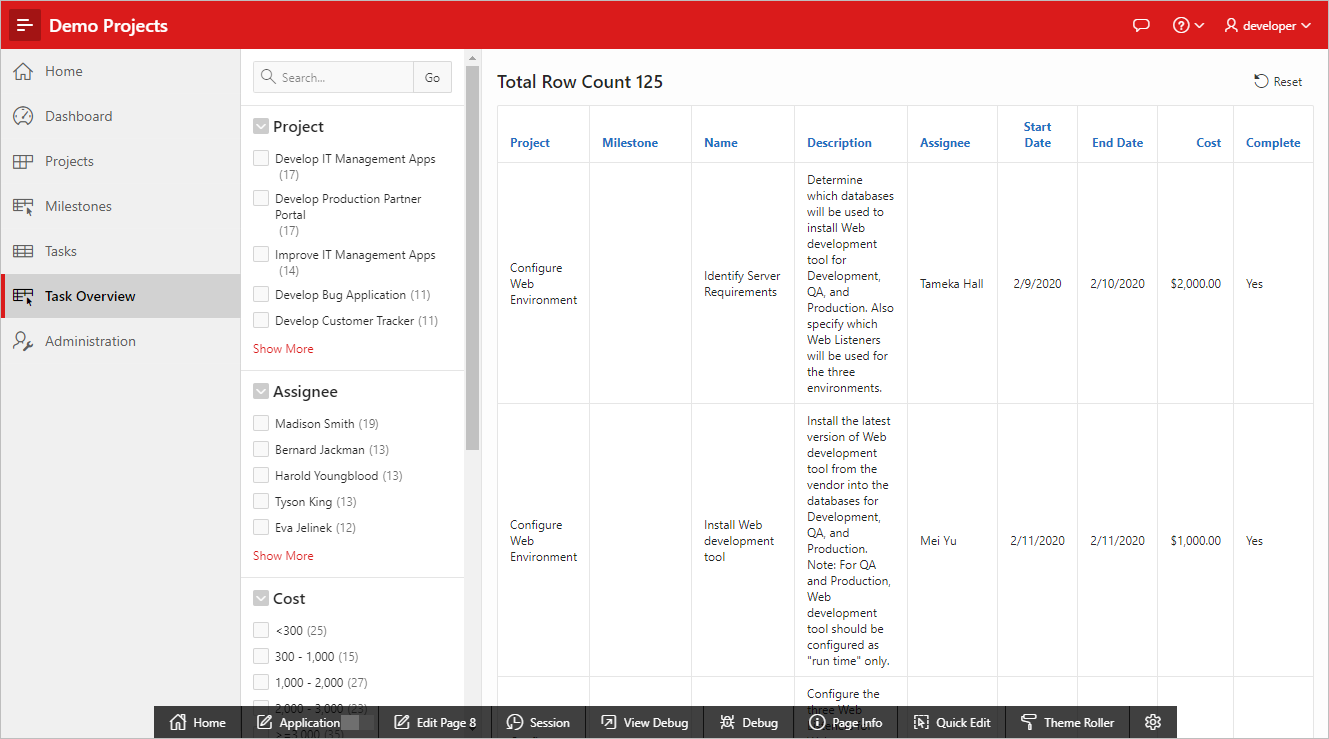 Demo Projects
developer
Home
Dashboard
Projects
Milestones
Tasks
Task Overview
Administration
Search...
Go
Project
Develop IT Management Apps
(17)
Develop Production Partner
Portal
(17)
Improve IT Management Apps
(14)
Develop Bug Application (11)
Develop Customer Tracker (11)
Show More
Assignee
Madison Smith (19)
Bernard Jackman (13)
Harold Youngblood (13)
Tyson King (13)
Eva Jelinek (12)
Show More
Cost
<300 (25)
300 - 1,000 (15)
1,000 - 2,000 (27)
2,000 - 3,000 (23)
>=3,000 (35)
Total Row Count 125
Reset
Project
Milestone
Name
Description
Assignee
Start
Date
End Date
Cost
Complete
Configure
Web
Environment
Identify Server
Requirements
Determine
which databases
will be used to
install Web
development
tool for
Development,
QA, and
Production. Also
specify which
Web Listeners
will be used for
the three
environments.
Tameka Hall
2/9/2020
2/10/2020
$2,000.00
Yes
Configure
Web
Environment
Install Web
development
tool
Install the latest
version of Web
development
tool from the
vendor into the
databases for
Development,
QA, and
Production.
Note: For QA
and Production,
Web
development
tool should be
configured as
"run time" only.
Mei Yu
2/11/2020
2/11/2020
$1,000.00
Yes
Configure the
three Web
Home
Application
Edit Page 8
Session
View Debug
Debug
Page Info
Quick Edit
Theme Roller